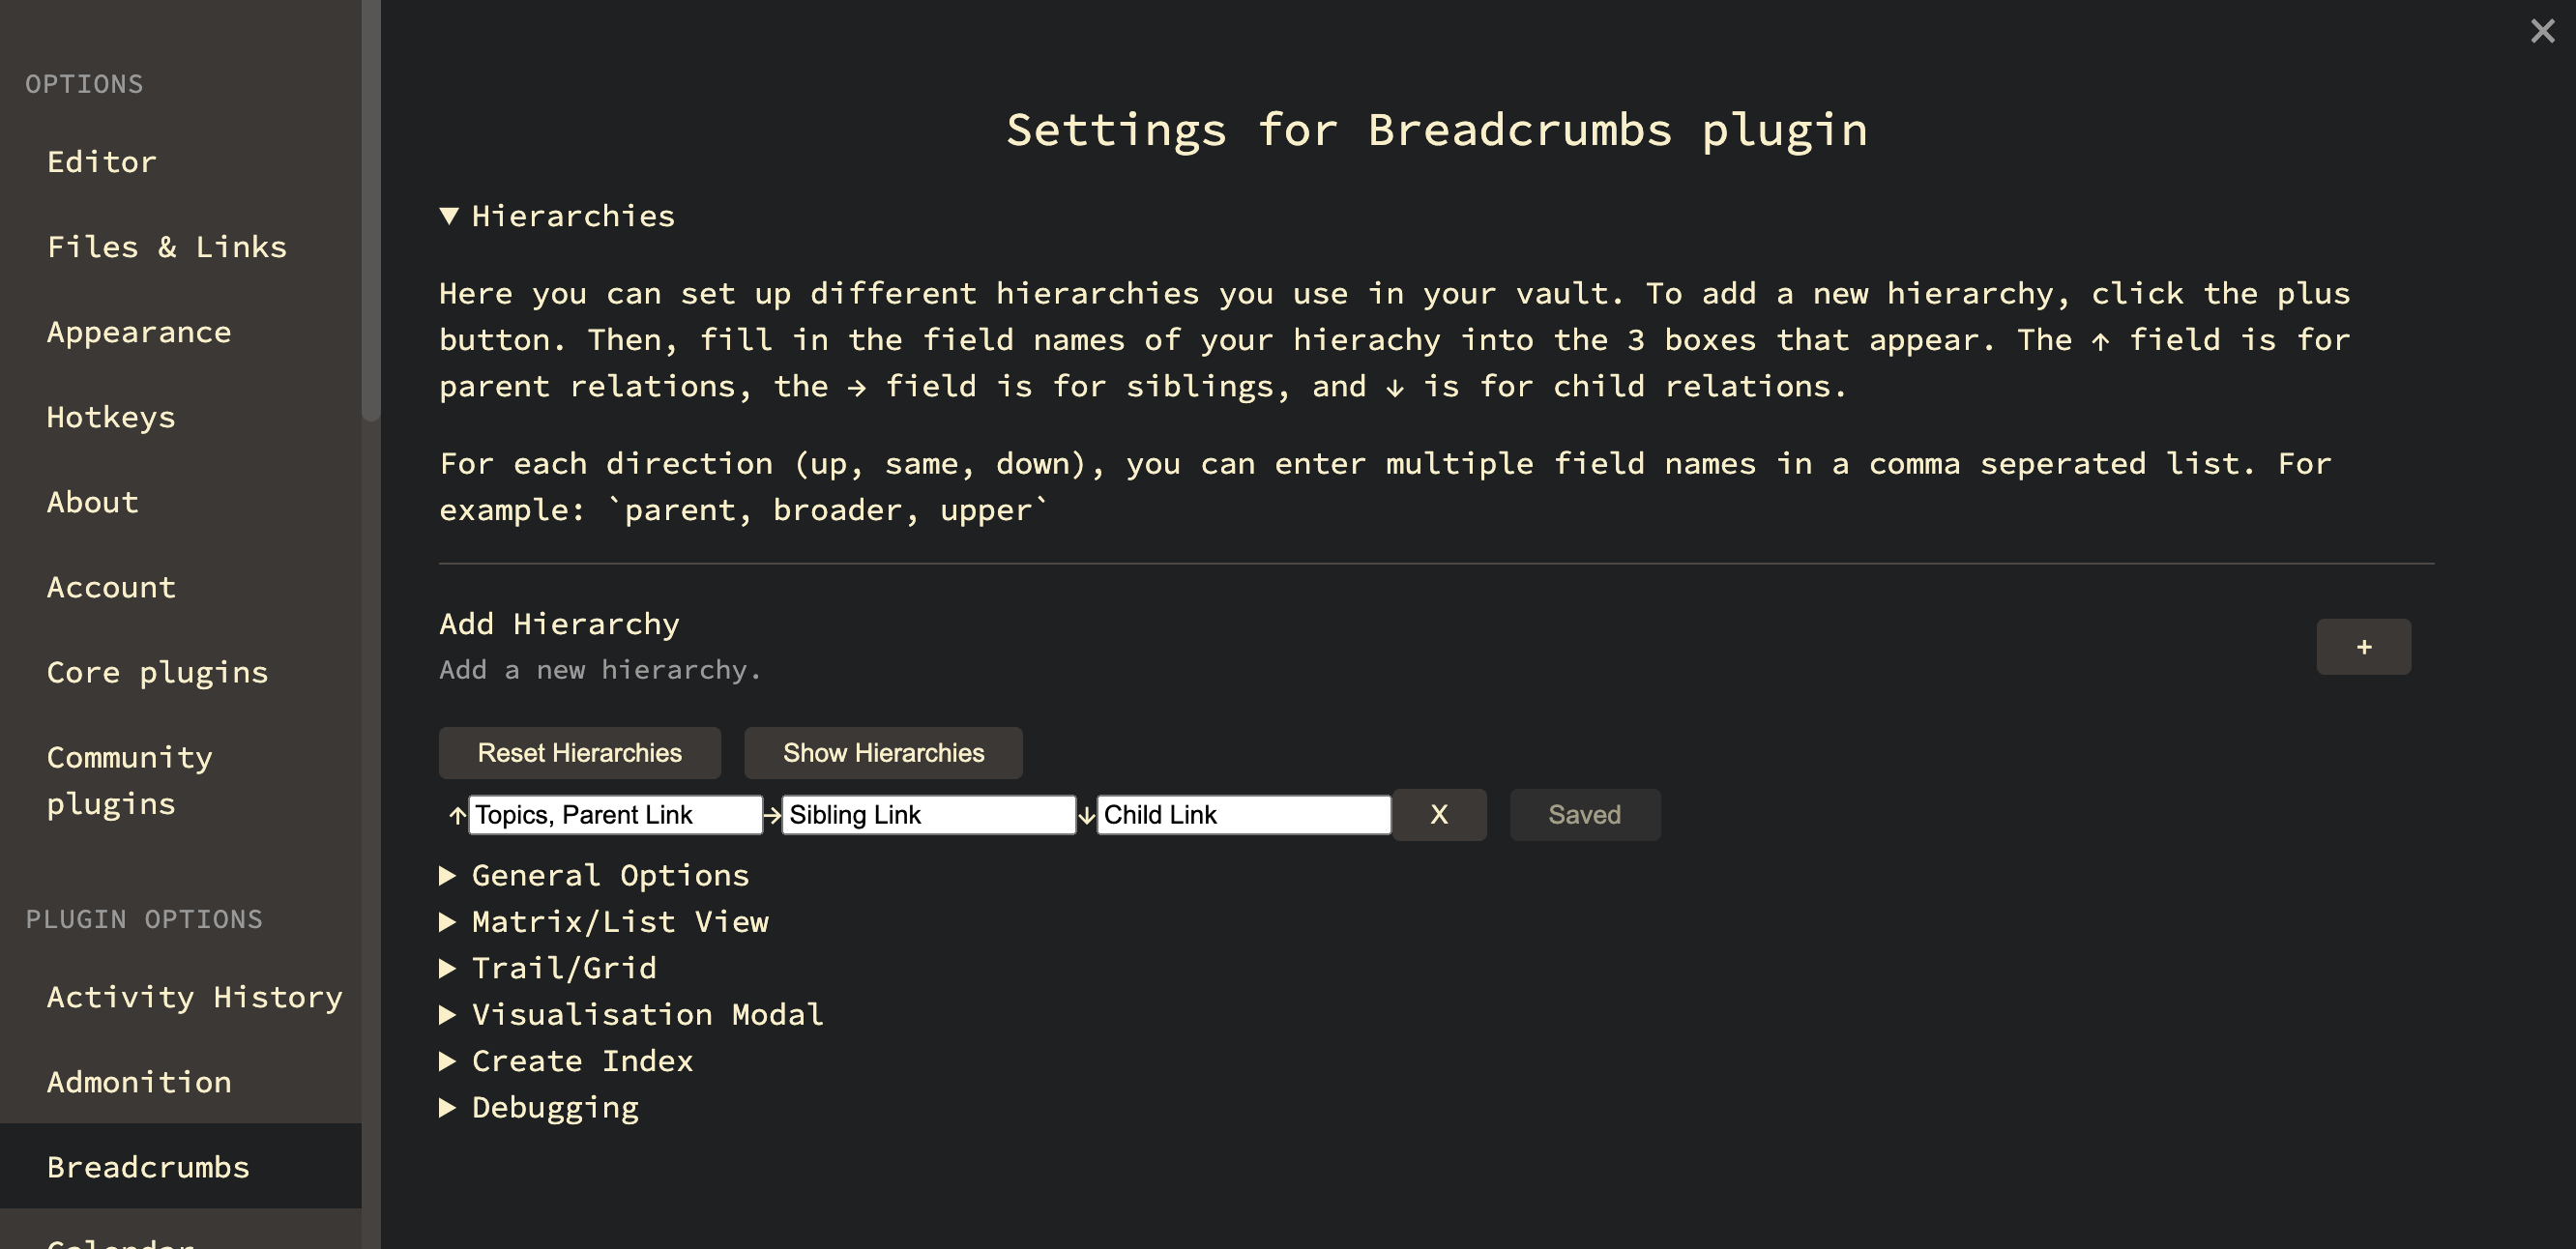 OPTIONS
Editor
Files & Links
Appearance
Hotkeys
About
Account
Core plugins
Community
plugins
PLUGIN OPTIONS
Activity History
Admonition
Breadcrumbs
Calendar
Settings for Breadcrumbs plugin
▼ Hierarchies
Here you can set up different hierarchies you use in your vault. To add a new hierarchy, click the plus
button. Then, fill in the field names of your hierachy into the 3 boxes that appear. The ↑ field is for
parent relations, the → field is for siblings, and ↓ is for child relations.
For each direction (up, same, down), you can enter multiple field names in a comma seperated list. For
example: `parent, broader, upper`
Add Hierarchy
Add a new hierarchy.
+
Reset Hierarchies Show Hierarchies
↑ Topics, Parent Link → Sibling Link ↓ Child Link X Saved
▶ General Options
▶ Matrix/List View
▶ Trail/Grid
▶ Visualisation Modal
▶ Create Index
▶ Debugging